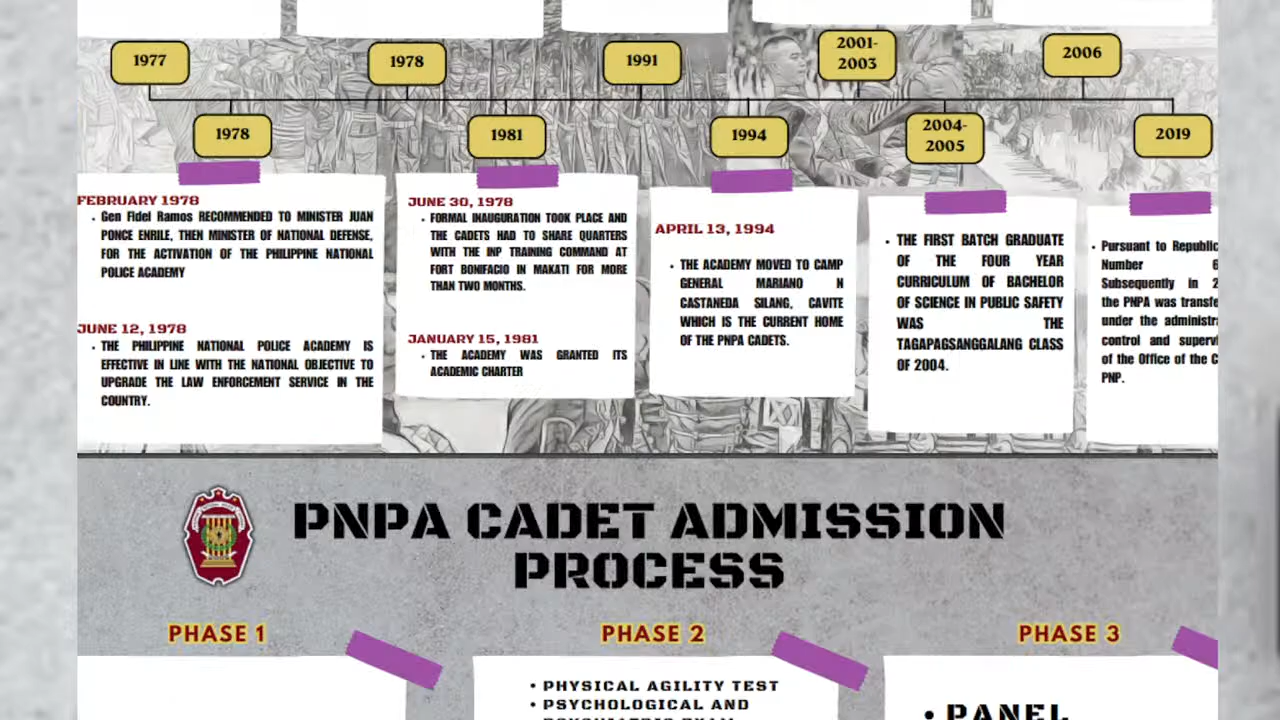 1977
1978
1991
2001-
2003
2006
1978
1981
1994
2004-
2005
2019
FEBRUARY 1978
• Gen Fidel Ramos RECOMMENDED TO MINISTER JUAN
PONCE ENRILE, THEN MINISTER OF NATIONAL DEFENSE,
FOR THE ACTIVATION OF THE PHILIPPINE NATIONAL
POLICE ACADEMY
JUNE 12, 1978
• THE PHILIPPINE NATIONAL POLICE ACADEMY IS
EFFECTIVE IN LINE WITH THE NATIONAL OBJECTIVE TO
UPGRADE THE LAW ENFORCEMENT SERVICE IN THE
COUNTRY.
JUNE 30, 1978
• FORMAL INAUGURATION TOOK PLACE AND
THE CADETS HAD TO SHARE QUARTERS
WITH THE INP TRAINING COMMAND AT
FORT BONIFACIO IN MAKATI FOR MORE
THAN TWO MONTHS.
JANUARY 15, 1981
• THE ACADEMY WAS GRANTED ITS
ACADEMIC CHARTER
APRIL 13, 1994
• THE ACADEMY MOVED TO CAMP
GENERAL MARIANO N
CASTANEDA SILANG, CAVITE
WHICH IS THE CURRENT HOME
OF THE PNPA CADETS.
• THE FIRST BATCH GRADUATE
OF THE FOUR YEAR
CURRICULUM OF BACHELOR
OF SCIENCE IN PUBLIC SAFETY
WAS THE
TAGAPAGSANGGALANG CLASS
OF 2004.
• Pursuant to Republic
Number 6
Subsequently in 2
the PNPA was
under the
control and
of the Office of the C
PNP.
PNPA CADET ADMISSION
PROCESS
PHASE 1
PHASE 2
PHASE 3
• PHYSICAL AGILITY TEST
• PSYCHOLOGICAL AND
• PANEL